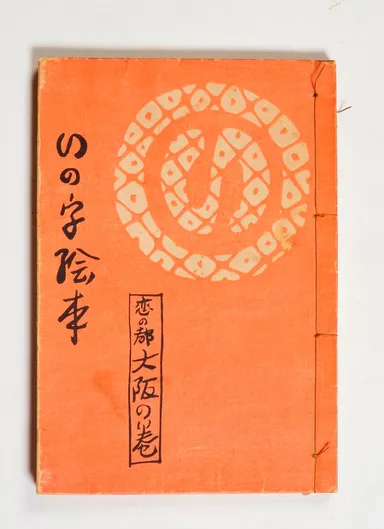 いの字絵本
恋の都 大阪の巻